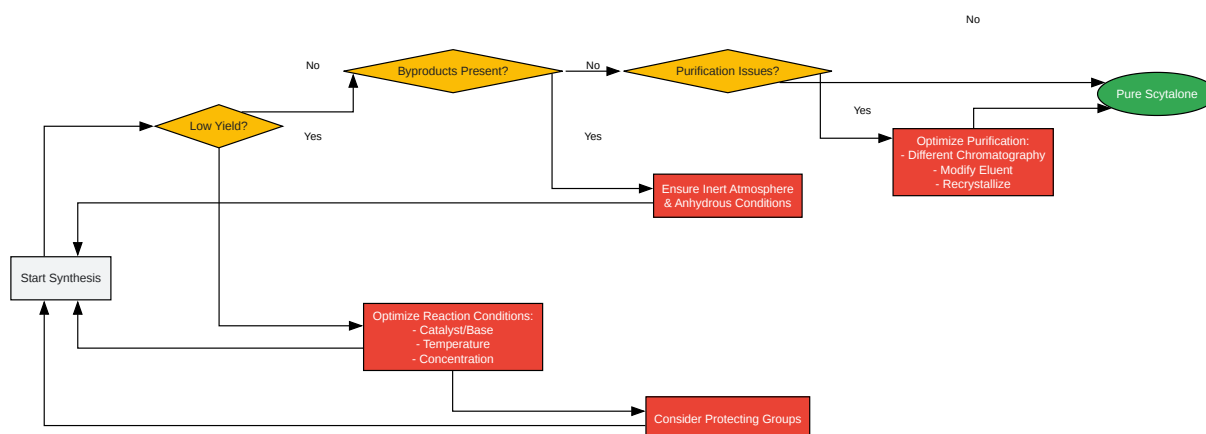 No
No
Byproducts Present?
No
Purification Issues?
Pure Scytalone
Low Yield?
Yes
Yes
Yes
Optimize Purification:
- Different Chromatography
- Modify Eluent
- Recrystallize
Ensure Inert Atmosphere
& Anhydrous Conditions
Start Synthesis
Optimize Reaction Conditions:
- Catalyst/Base
- Temperature
- Concentration
Consider Protecting Groups